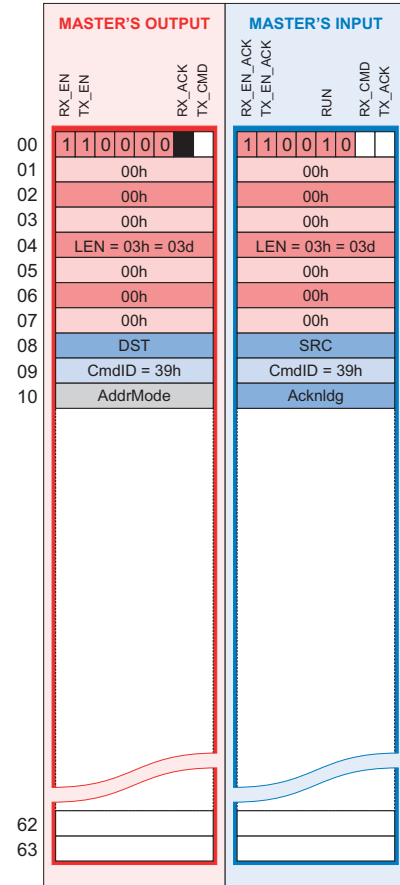 MASTER'S OUTPUT MASTER'S INPUT
RX_EN TX_EN RX_ACK TX_CMD RX_EN_ACK TX_EN_ACK RUN RX_CMD TX_ACK
00 1 1 0 0 0 0 1 1 0 0 1 0
01 00h 00h
02 00h 00h
03 00h 00h
04 LEN = 03h = 03d LEN = 03h = 03d
05 00h 00h
06 00h 00h
07 00h 00h
08 DST SRC
09 CmdID = 39h CmdID = 39h
10 AddrMode Acknldg
62
63